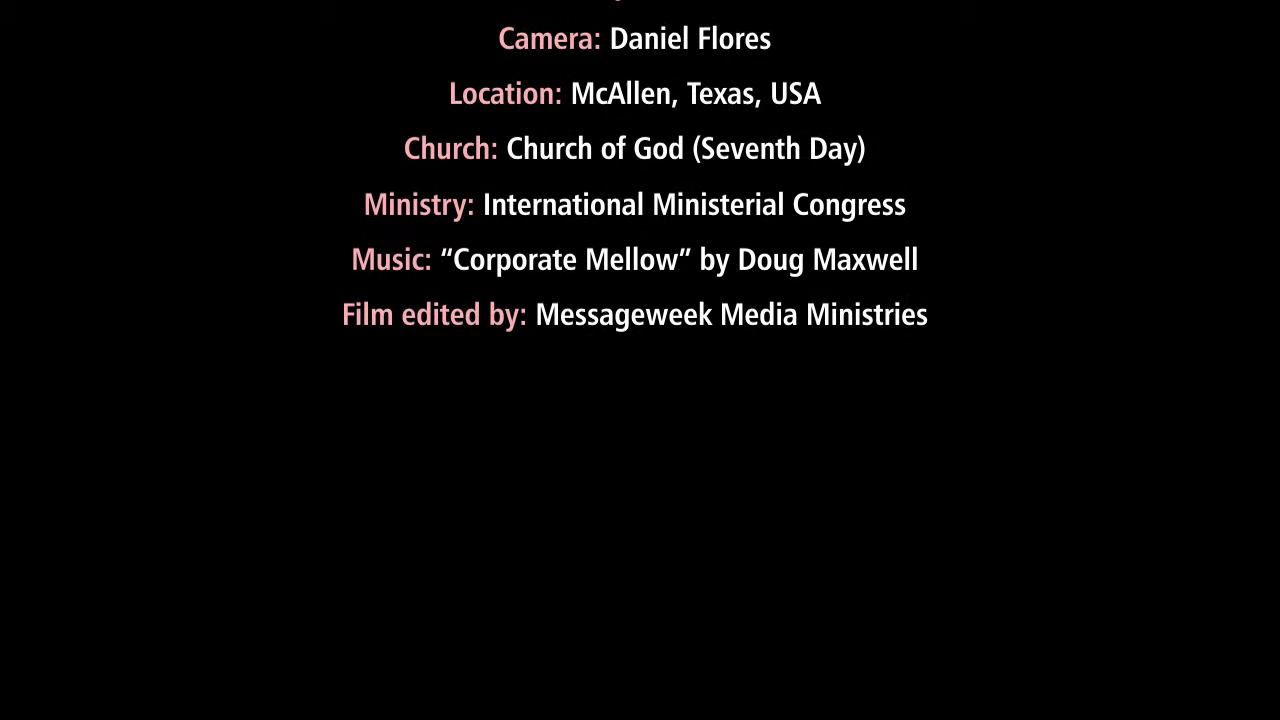 Camera: Daniel Flores
Location: McAllen, Texas, USA
Church: Church of God (Seventh Day)
Ministry: International Ministerial Congress
Music: “Corporate Mellow” by Doug Maxwell
Film edited by: Messageweek Media Ministries